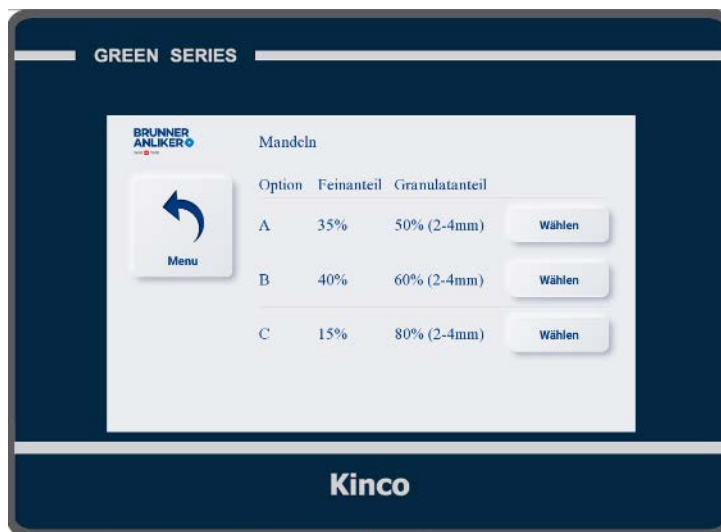 GREEN SERIES
BRUNNER
ANLIKER
Mandeln
Option Feinanteil Granulatanteil
Menu
A 35% 50% (2-4mm) Wählen
B 40% 60% (2-4mm) Wählen
C 15% 80% (2-4mm) Wählen
Kinco